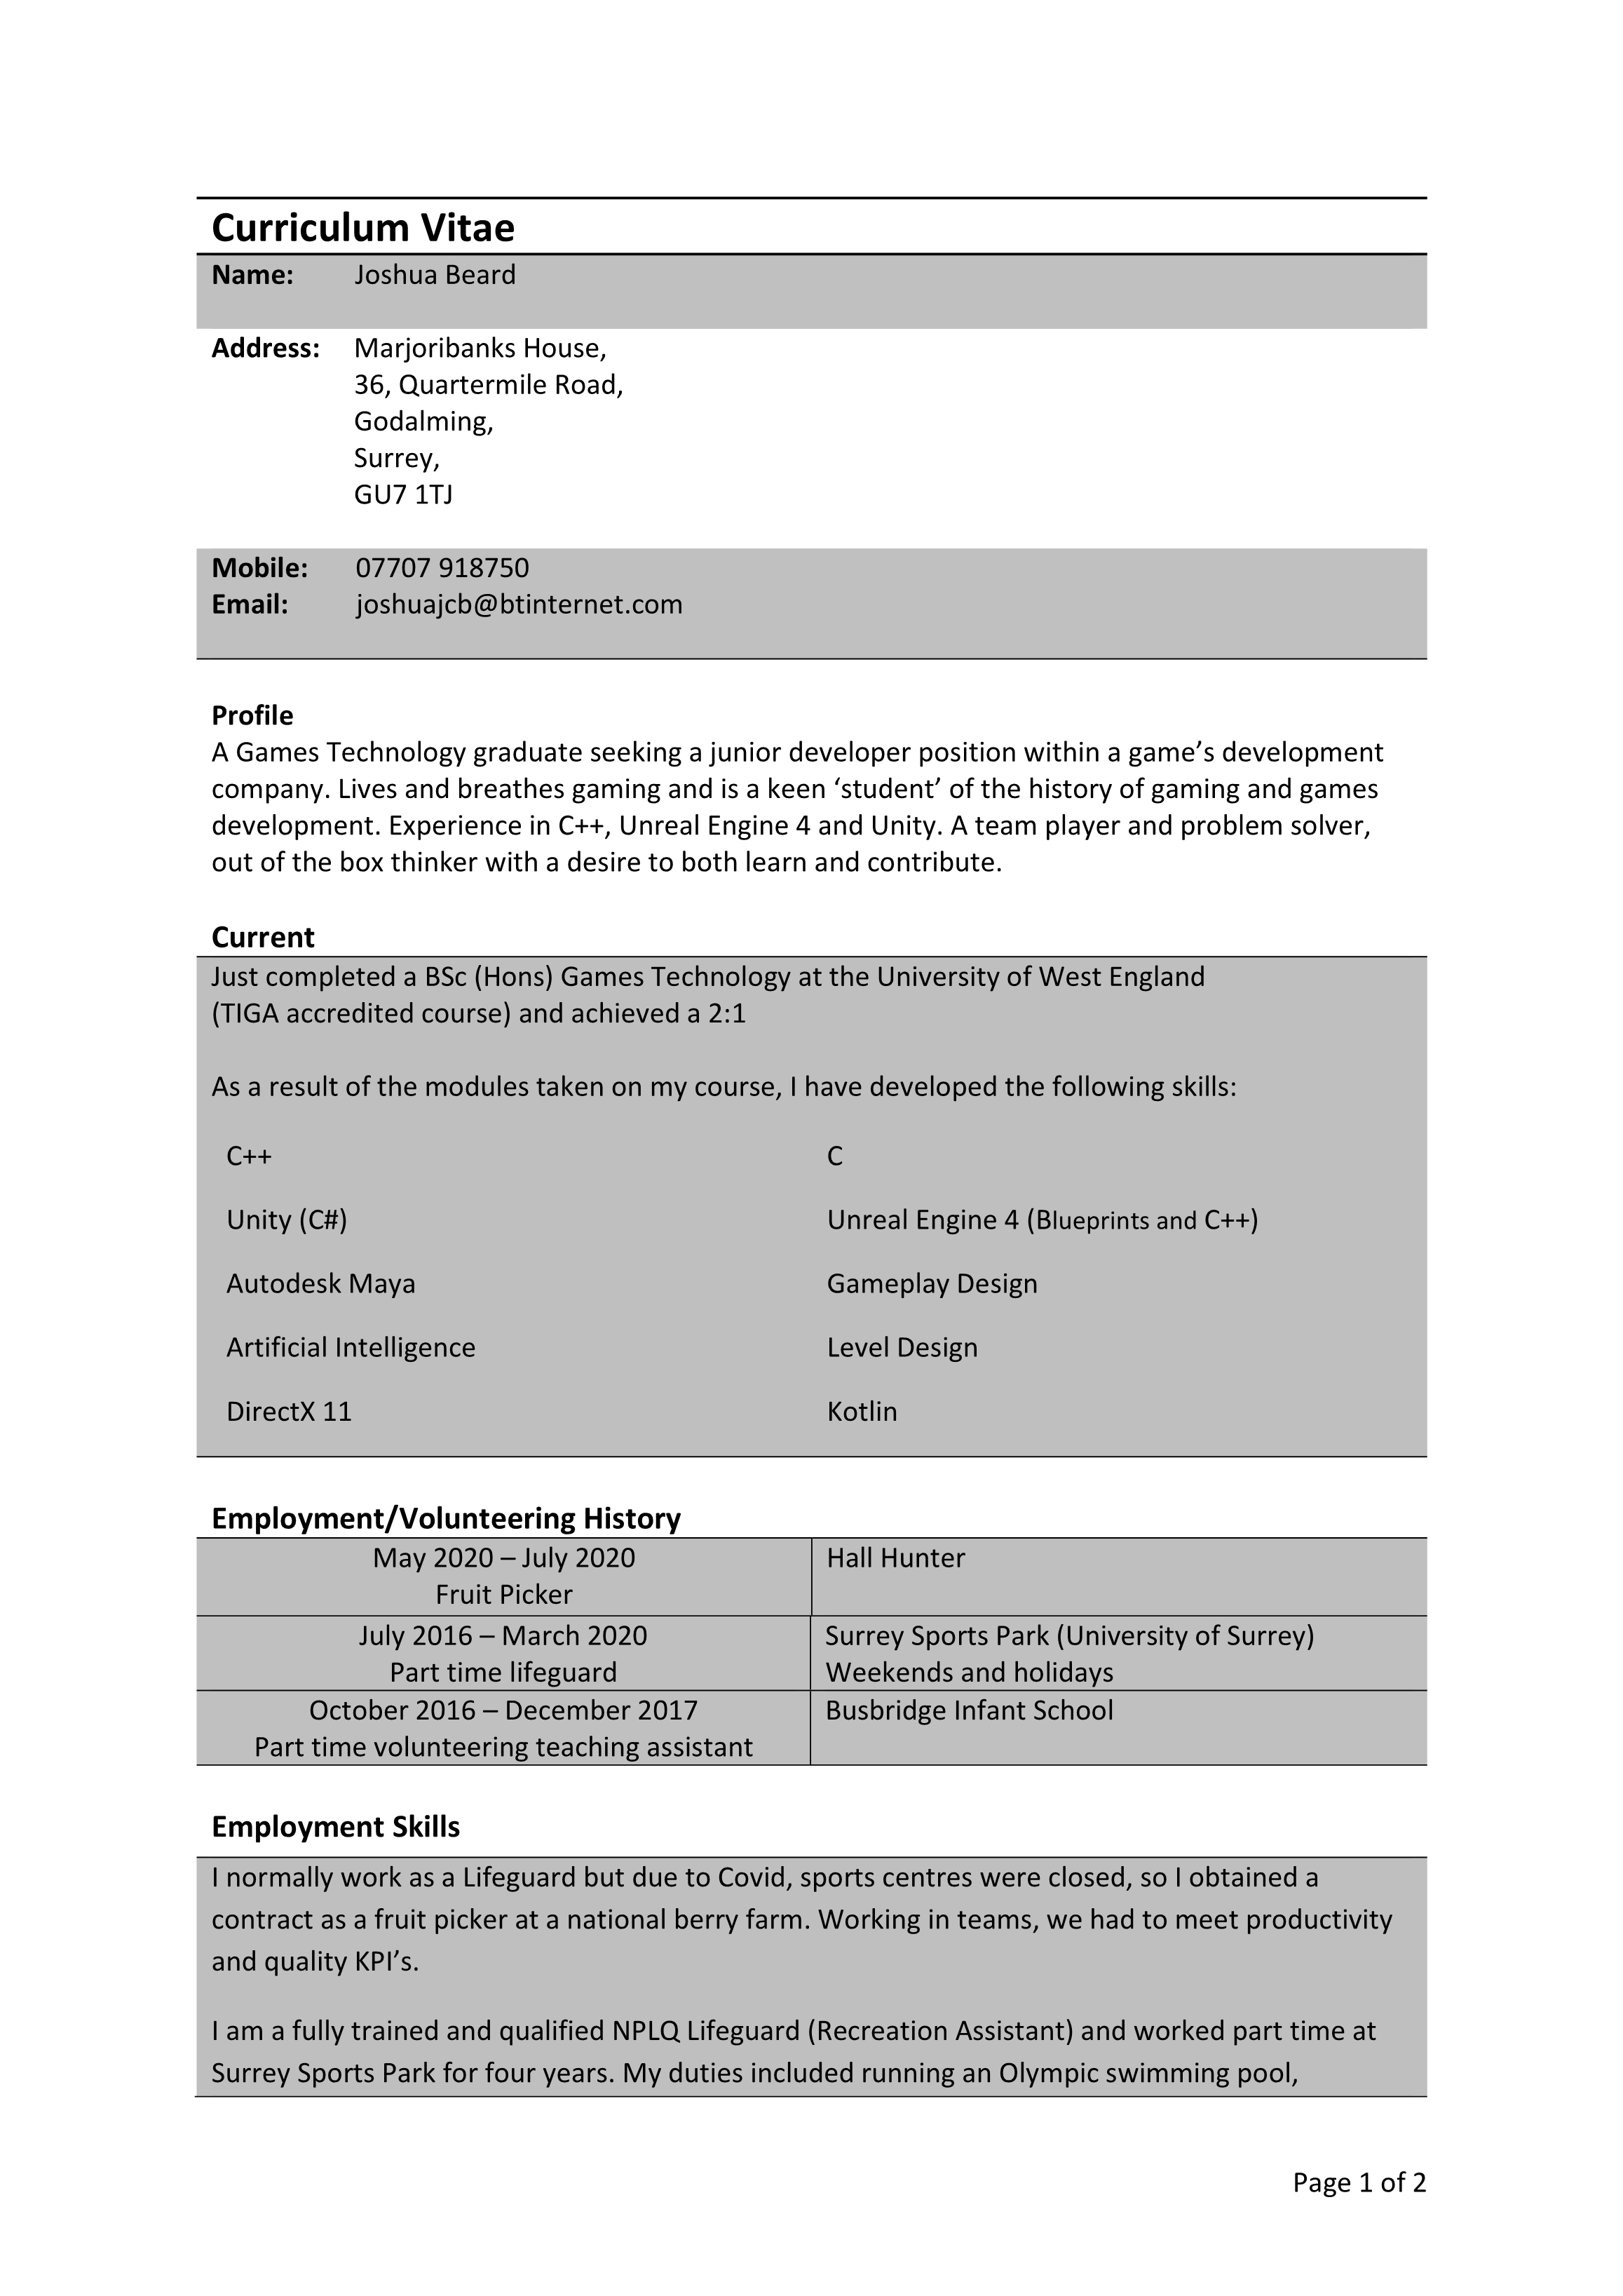 Curriculum Vitae
Name: Joshua Beard
Address: Marjoribanks House,
36, Quartermile Road,
Godalming,
Surrey,
GU7 1TJ
Mobile: 07707 918750
Email: joshuajcb@btinternet.com
Profile
A Games Technology graduate seeking a junior developer position within a game’s development
company. Lives and breathes gaming and is a keen ‘student’ of the history of gaming and games
development. Experience in C++, Unreal Engine 4 and Unity. A team player and problem solver,
out of the box thinker with a desire to both learn and contribute.
Current
Just completed a BSc (Hons) Games Technology at the University of West England
(TIGA accredited course) and achieved a 2:1
As a result of the modules taken on my course, I have developed the following skills:
C++ C
Unity (C#) Unreal Engine 4 (Blueprints and C++)
Autodesk Maya Gameplay Design
Artificial Intelligence Level Design
DirectX 11 Kotlin
Employment/Volunteering History
May 2020 – July 2020 Hall Hunter
Fruit Picker
July 2016 – March 2020 Surrey Sports Park (University of Surrey)
Part time lifeguard Weekends and holidays
October 2016 – December 2017 Busbridge Infant School
Part time volunteering teaching assistant
Employment Skills
I normally work as a Lifeguard but due to Covid, sports centres were closed, so I obtained a
contract as a fruit picker at a national berry farm. Working in teams, we had to meet productivity
and quality KPI’s.
I am a fully trained and qualified NPLQ Lifeguard (Recreation Assistant) and worked part time at
Surrey Sports Park for four years. My duties included running an Olympic swimming pool,
Page 1 of 2